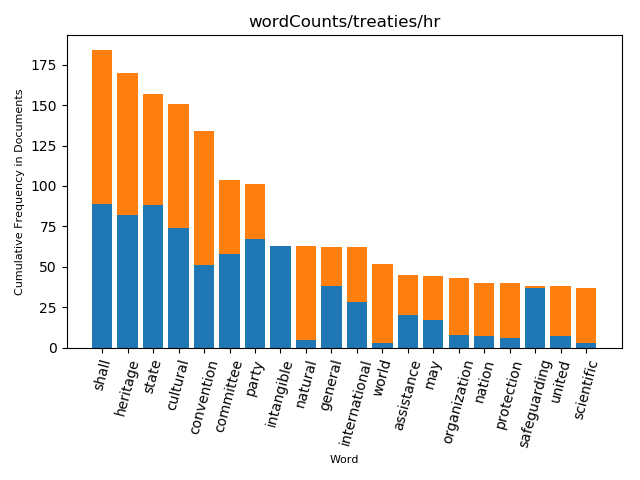 wordCounts/treaties/hr
Cumulative Frequency in Documents
175
150
125
100
75
50
25
0
shall
heritage
state
cultural
convention
committee
party
intangible
natural
general
international
world
assistance
may
organization
nation
protection
safeguarding
united
scientific
Word